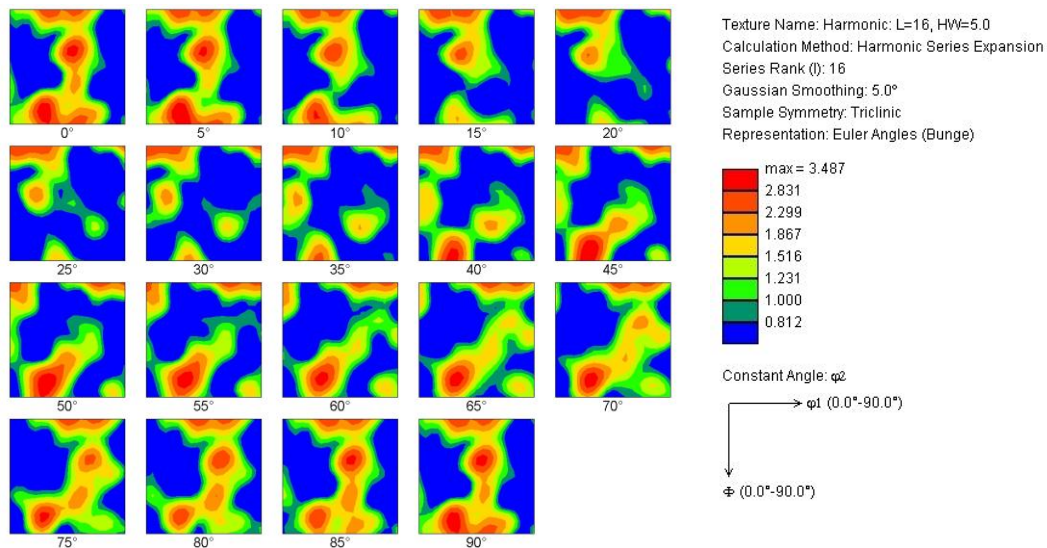 0° 5° 10° 15° 20°
25° 30° 35° 40° 45°
50° 55° 60° 65° 70°
75° 80° 85° 90°
Texture Name: Harmonic: L=16, HW=5.0
Calculation Method: Harmonic Series Expansion
Series Rank (l): 16
Gaussian Smoothing: 5.0°
Sample Symmetry: Triclinic
Representation: Euler Angles (Bunge)
max = 3.487
2.831
2.299
1.867
1.516
1.231
1.000
0.812
Constant Angle: φ2
φ1 (0.0°-90.0°)
Φ (0.0°-90.0°)